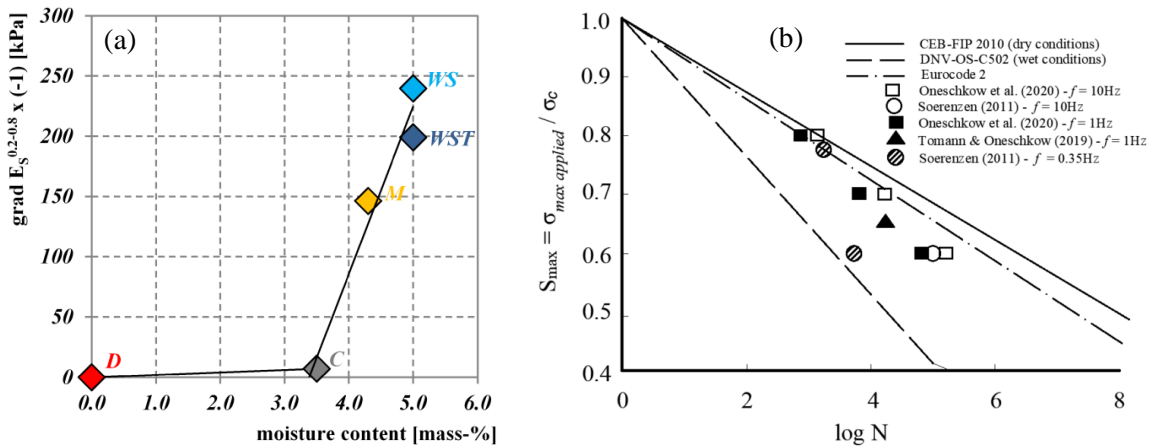 (a)
grad E_S^0.2-0.8 x (-1) [kPa]
300
250
200
150
100
50
0
WS
WST
M
C
D
0.0 1.0 2.0 3.0 4.0 5.0 6.0
moisture content [mass-%]
(b)
S_max = σ_max applied / σ_c
1.0
0.9
0.8
0.7
0.6
0.5
0.4
CEB-FIP 2010 (dry conditions)
DNV-OS-C502 (wet conditions)
Eurocode 2
Oneschkow et al. (2020) - f = 10Hz
Soerenzen (2011) - f = 10Hz
Oneschkow et al. (2020) - f = 1Hz
Tomann & Oneschkow (2019) - f = 1Hz
Soerenzen (2011) - f = 0.35Hz
0 2 4 6 8
log N